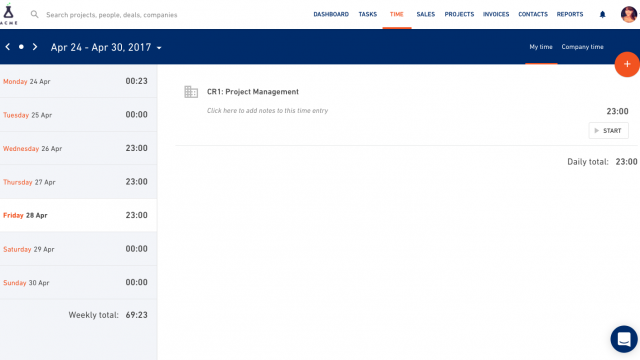 ACME
Search projects, people, deals, companies
DASHBOARD TASKS TIME SALES PROJECTS INVOICES CONTACTS REPORTS
Apr 24 - Apr 30, 2017
My time Company time
+
Monday 24 Apr 00:23
Tuesday 25 Apr 00:00
Wednesday 26 Apr 23:00
Thursday 27 Apr 23:00
Friday 28 Apr 23:00
Saturday 29 Apr 00:00
Sunday 30 Apr 00:00
Weekly total: 69:23
CR1: Project Management
Click here to add notes to this time entry
23:00
START
Daily total: 23:00